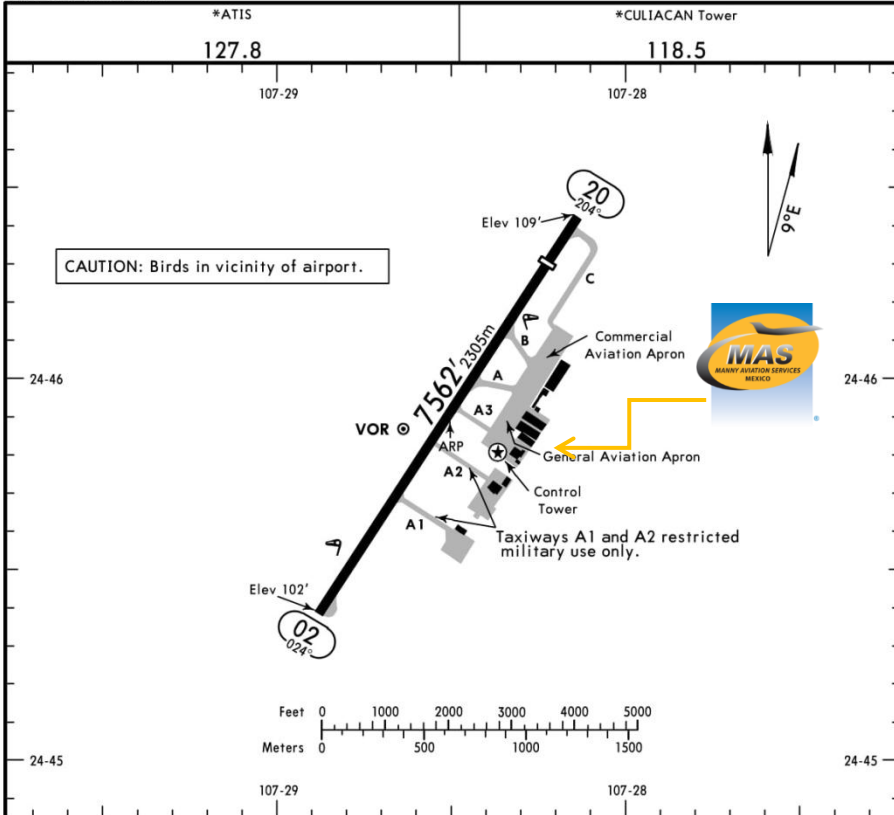 *ATIS
127.8
*CULIACAN Tower
118.5
107-29
107-28
20
204°
Elev 109'
9°E
CAUTION: Birds in vicinity of airport.
C
B
Commercial
Aviation Apron
MAS
MANNY AVIATION SERVICES
MEXICO
24-46
24-46
7562'
2305m
A
A3
VOR
ARP
General Aviation Apron
A2
Control
Tower
A1
Taxiways A1 and A2 restricted
military use only.
Elev 102'
02
024°
Feet 0 1000 2000 3000 4000 5000
Meters 0 500 1000 1500
24-45
24-45
107-29
107-28